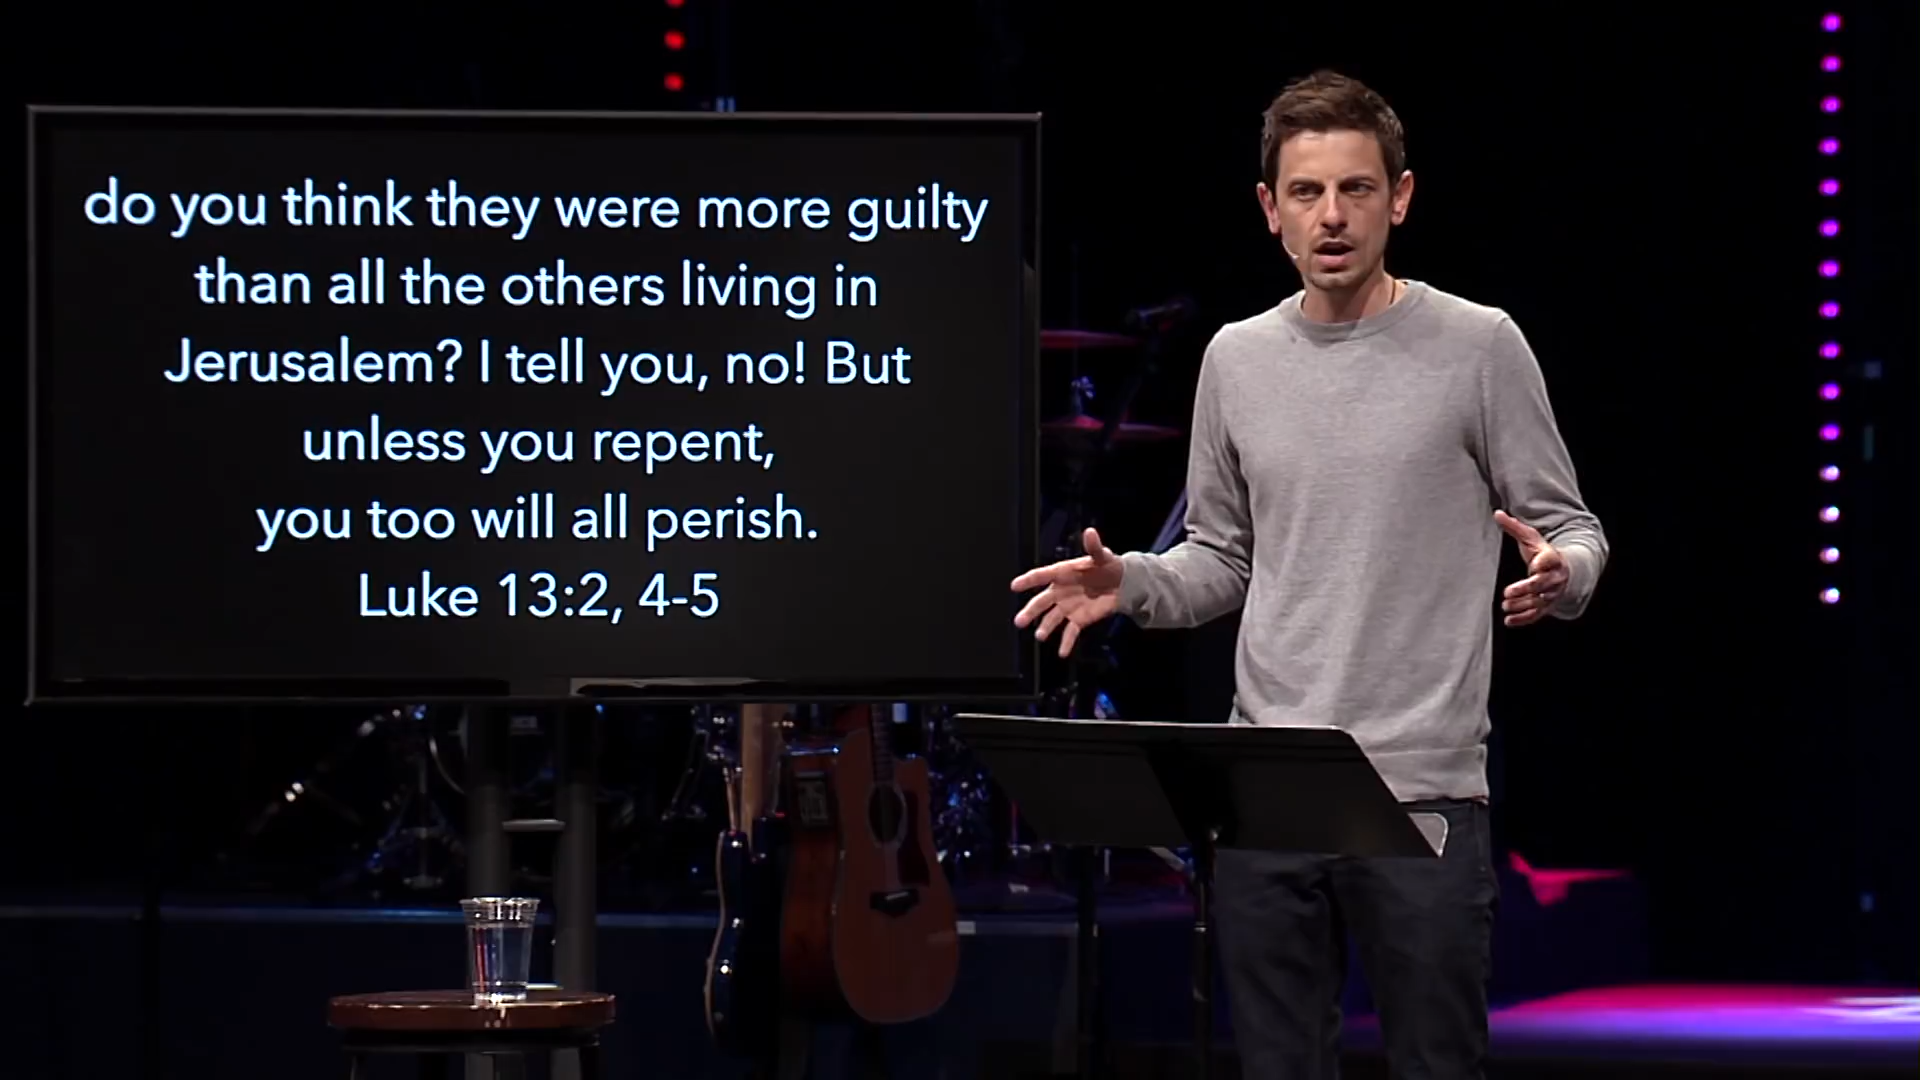 do you think they were more guilty
than all the others living in
Jerusalem? I tell you, no! But
unless you repent,
you too will all perish.
Luke 13:2, 4-5